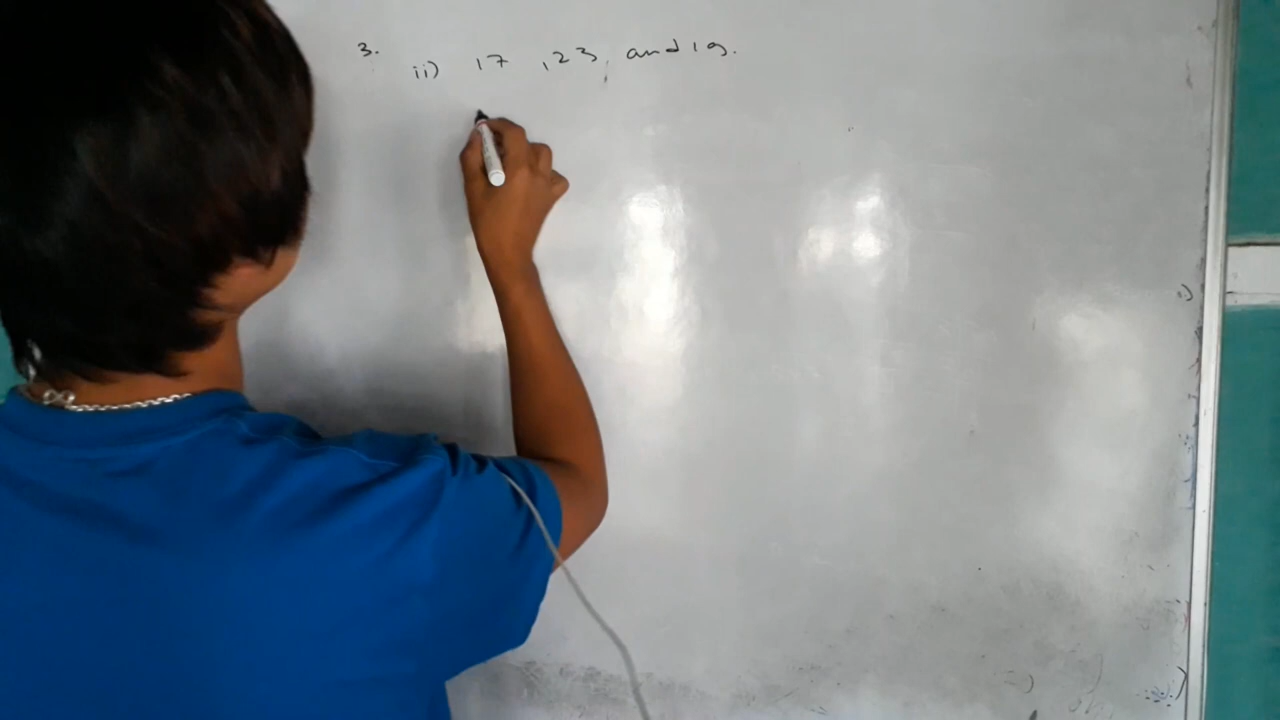 3.
ii) 17 , 23, and 19.
i)